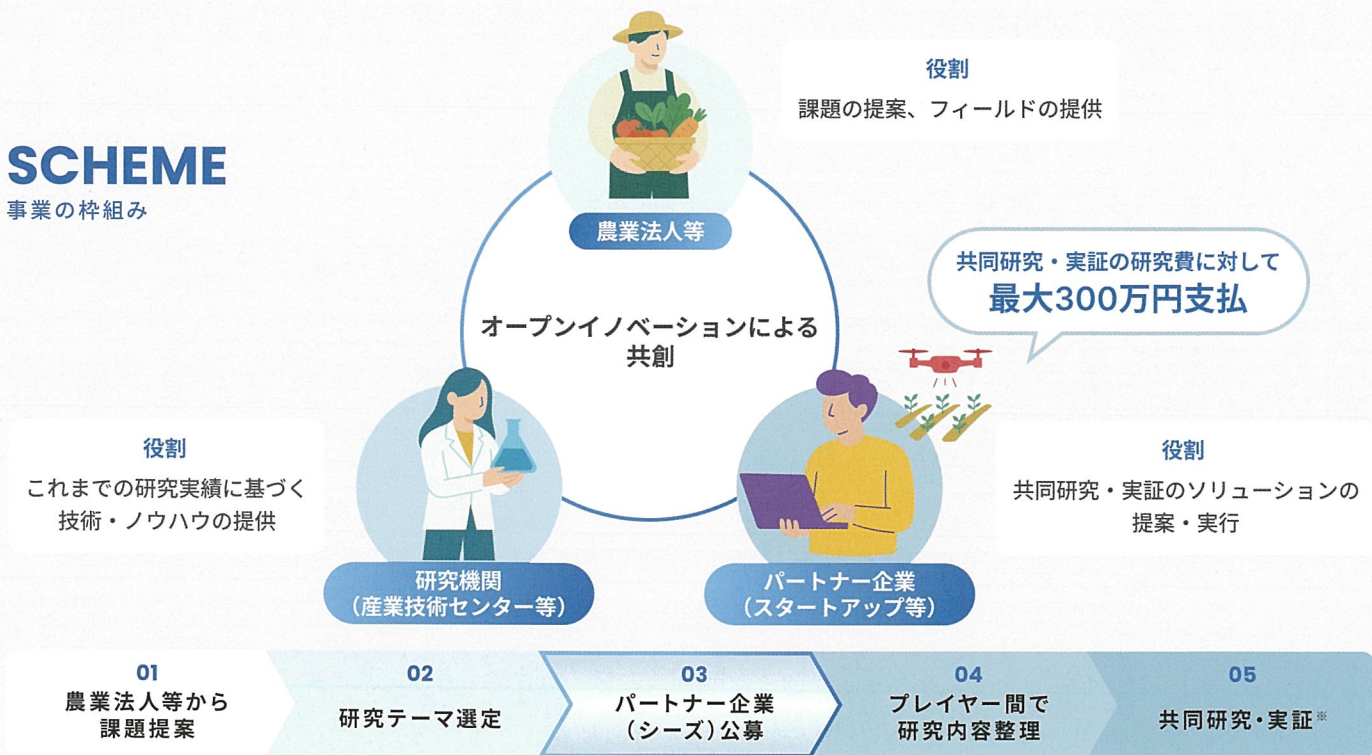 SCHEME
事業の枠組み
役割
課題の提案、フィールドの提供
農業法人等
共同研究・実証の研究費に対して
最大300万円支払
オープンイノベーションによる
共創
役割
これまでの研究実績に基づく
技術・ノウハウの提供
役割
共同研究・実証のソリューションの
提案・実行
研究機関
（産業技術センター等）
パートナー企業
（スタートアップ等）
01
農業法人等から
課題提案
02
研究テーマ選定
03
パートナー企業
（シーズ）公募
04
プレイヤー間で
研究内容整理
05
共同研究・実証※